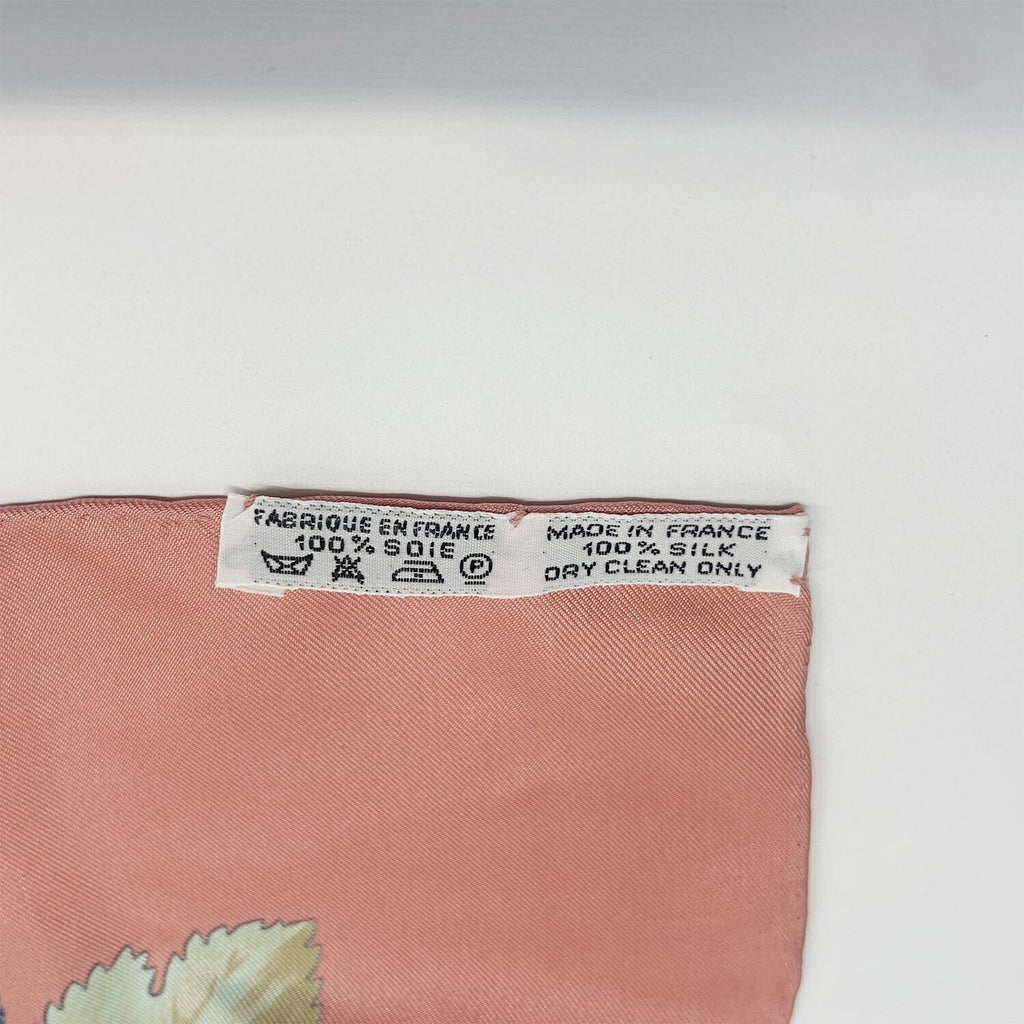 FABRIQUE EN FRANCE
100% SOIE
P
MADE IN FRANCE
100% SILK
DRY CLEAN ONLY